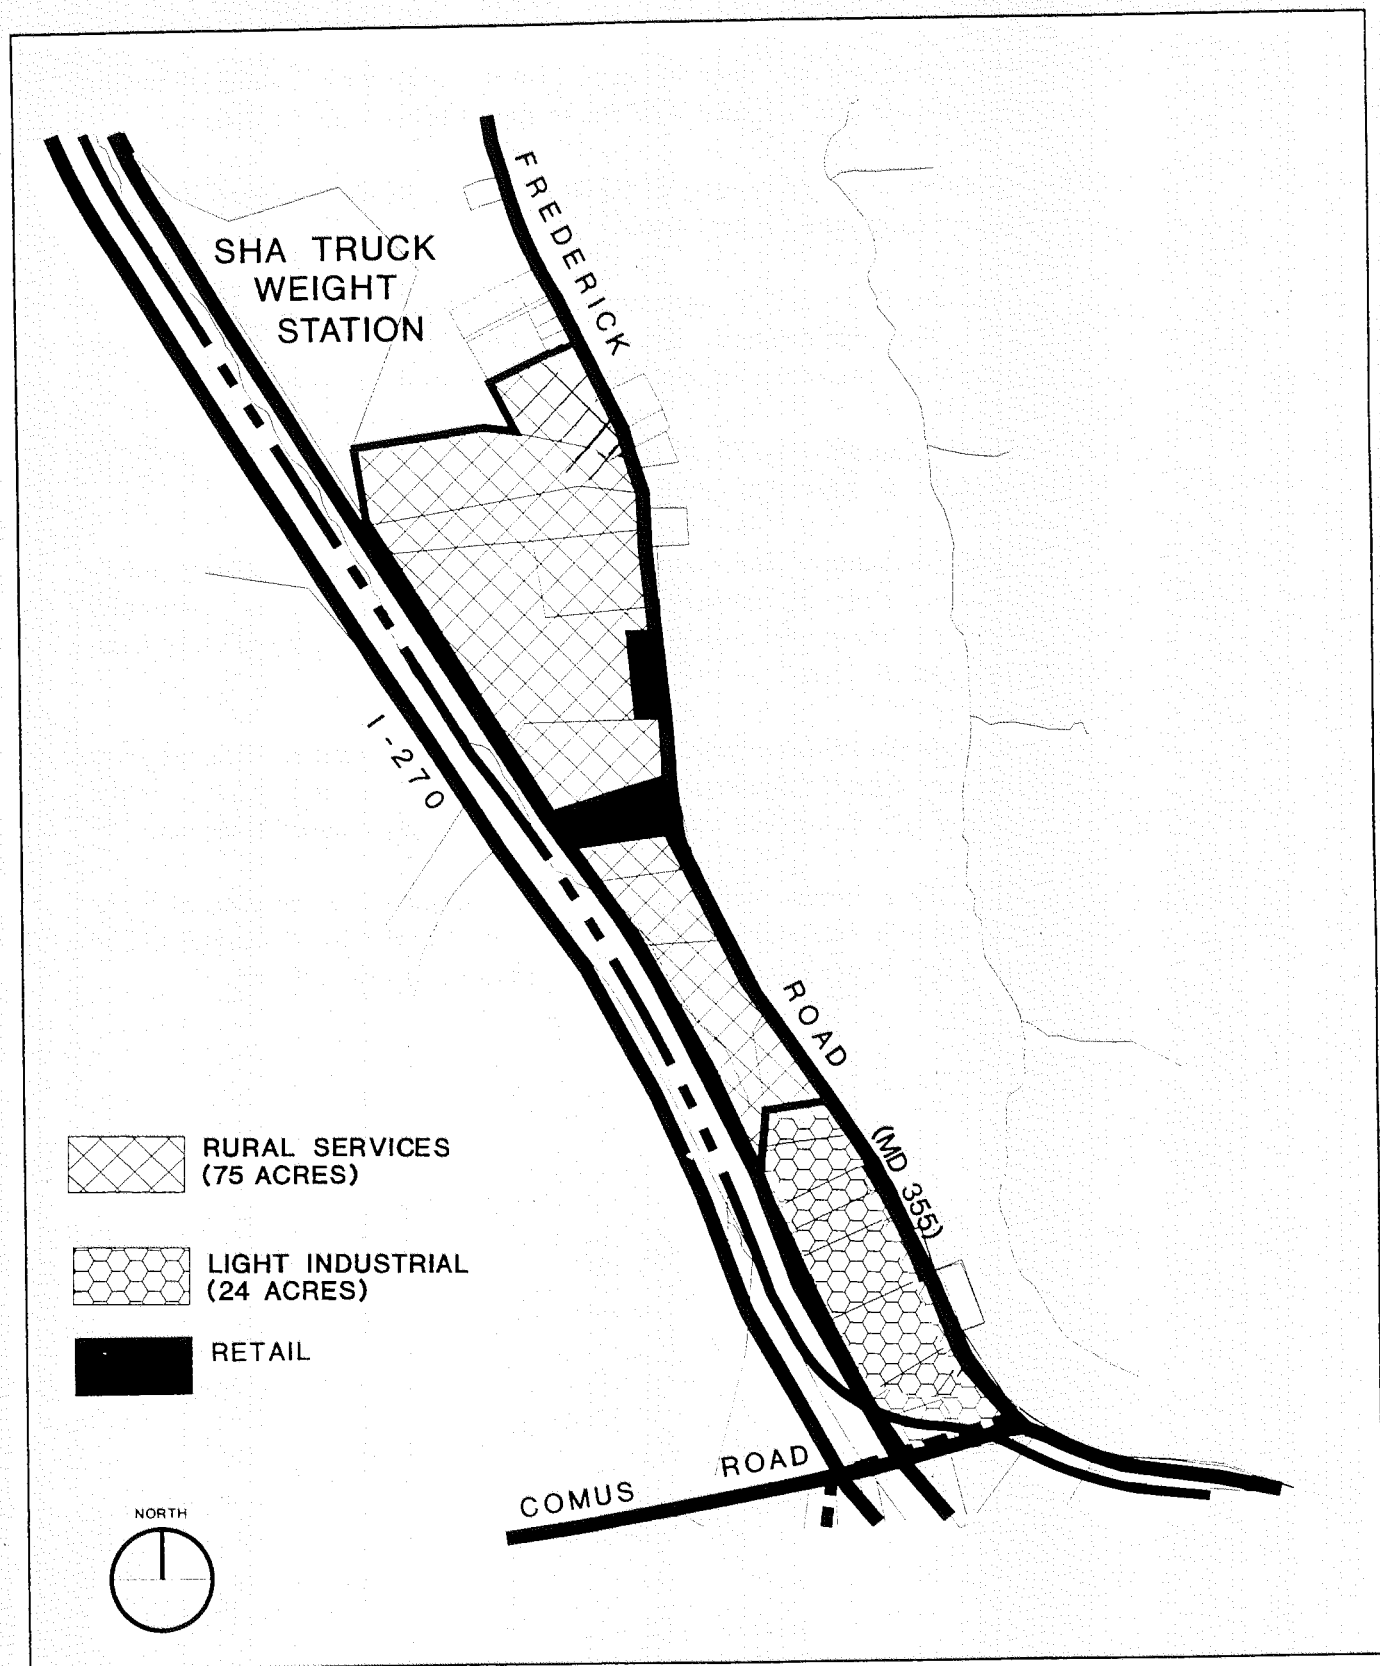 FREDERICK
SHA TRUCK
WEIGHT
STATION
I-270
ROAD
(MD 355)
RURAL SERVICES
(75 ACRES)
LIGHT INDUSTRIAL
(24 ACRES)
RETAIL
COMUS ROAD
NORTH